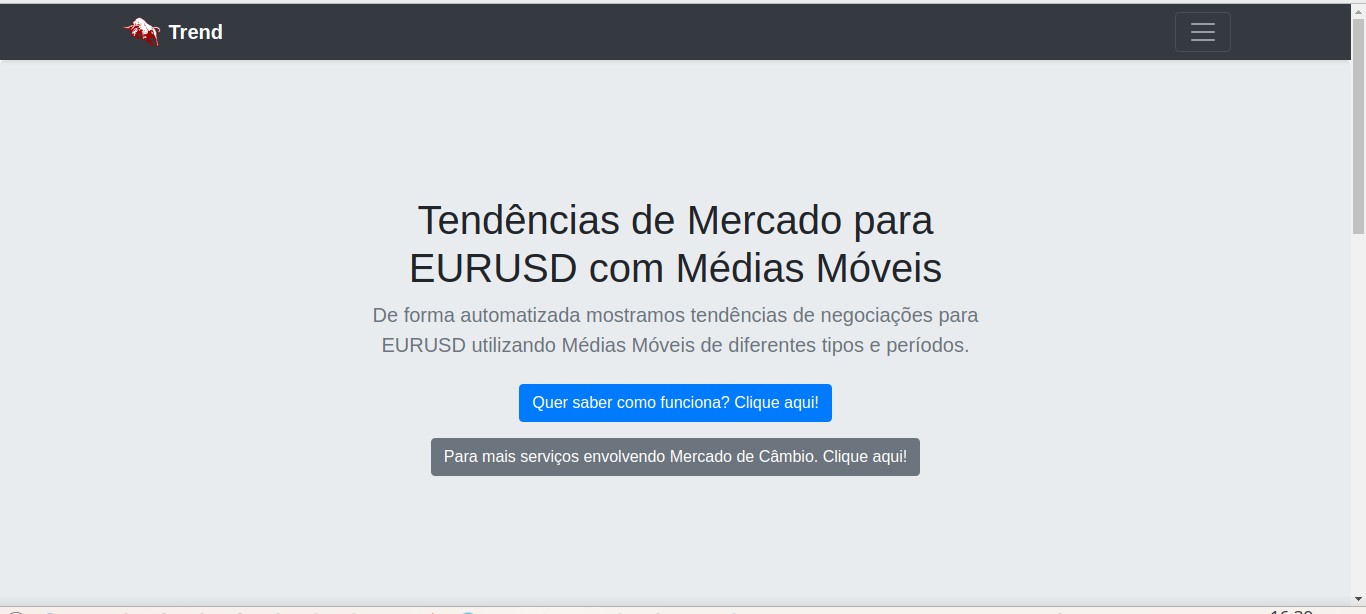 Trend
Tendências de Mercado para
EURUSD com Médias Móveis
De forma automatizada mostramos tendências de negociações para
EURUSD utilizando Médias Móveis de diferentes tipos e períodos.
Quer saber como funciona? Clique aqui!
Para mais serviços envolvendo Mercado de Câmbio. Clique aqui!